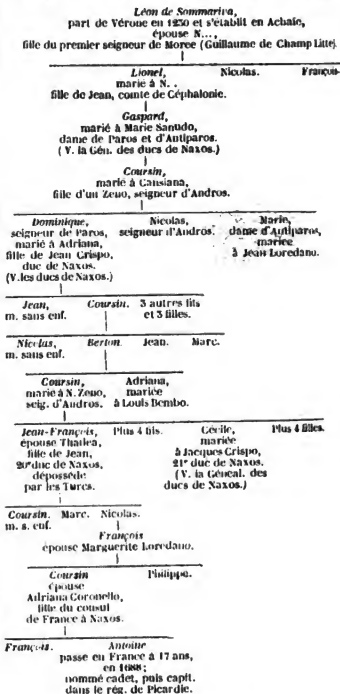 Léon de Sommariva,
part de Vérone en 1250 et s'établit en Achaïe,
épouse N...,
fille du premier seigneur de Morée (Guillaume de Champ Litte).
Lionel, Nicolas. François.
marié à N. .
fille de Jean, comte de Céphalonie.
Gaspard,
marié à Marie Sanudo,
dame de Paros et d'Antiparos.
(V. la Gén. des ducs de Naxos.)
Coursin,
marié à Cansiana,
fille d'un Zeno, seigneur d'Andros.
Dominique, Nicolas, Marie,
seigneur de Paros, seigneur d'Andros. dame d'Antiparos,
marié à Adriana, mariée
fille de Jean Crispo, à Jean Loredano.
duc de Naxos.
(V. les ducs de Naxos.)
Jean, Coursin. 3 autres fils
m. sans enf. et 3 filles.
Nicolas, Berton. Jean. Marc.
m. sans enf.
Coursin, Adriana,
marié à N. Zeno, mariée
seig. d'Andros. à Louis Bembo.
Jean-François, Plus 4 fils. Cécile, Plus 4 filles.
épouse Thadea, mariée
fille de Jean, à Jacques Crispo,
20e duc de Naxos, 21e duc de Naxos.
dépossédé (V. la Généal. des
par les Turcs. ducs de Naxos.)
Coursin. Marc. Nicolas.
m. s. enf.
François
épouse Marguerite Loredano.
Coursin Philippe.
épouse
Adriana Coronello,
fille du consul
de France à Naxos.
François. Antoine
passe en France à 17 ans,
en 1688;
nommé cadet, puis capit.
dans le rég. de Picardie.